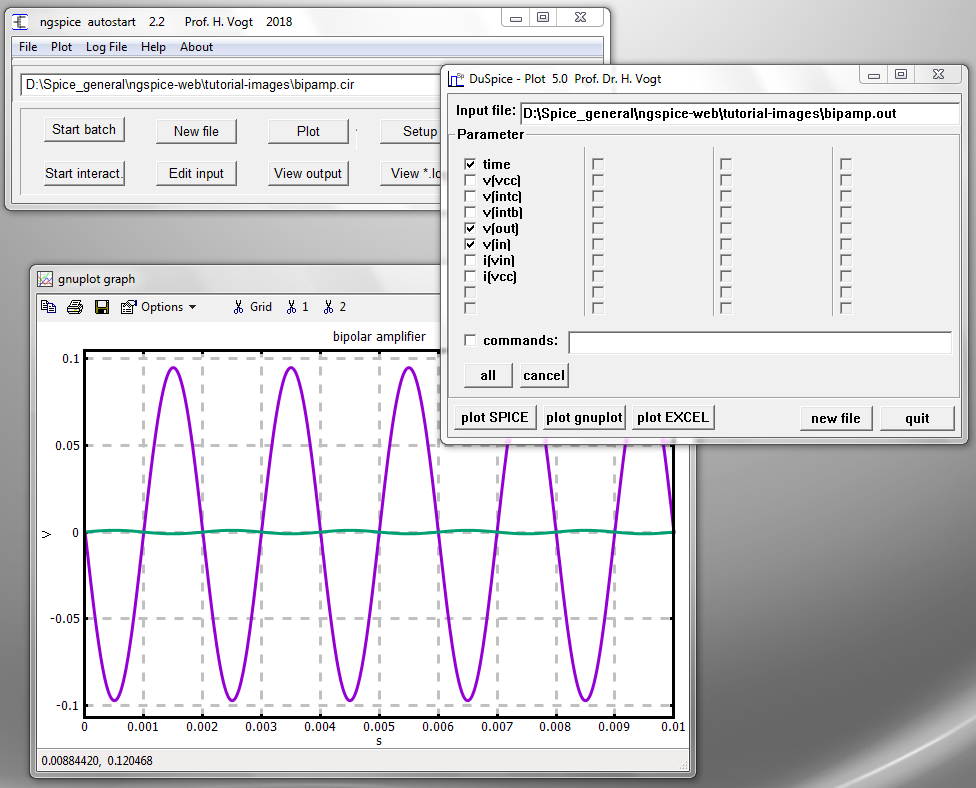 ngspice autostart 2.2 Prof. H. Vogt 2018
File Plot Log File Help About
D:\Spice_general\ngspice-web\tutorial-images\bipamp.cir
Start batch New file Plot Setup
Start interact. Edit input View output View *.lo
DuSpice - Plot 5.0 Prof. Dr. H. Vogt
Input file: D:\Spice_general\ngspice-web\tutorial-images\bipamp.out
Parameter
time
v(vcc)
v(intc)
v(intb)
v(out)
v(in)
i(vin)
i(vcc)
commands:
all cancel
plot SPICE plot gnuplot plot EXCEL new file quit
gnuplot graph
Options Grid 1 2
bipolar amplifier
0.1
0.05
0
-0.05
-0.1
V
0 0.001 0.002 0.003 0.004 0.005 0.006 0.007 0.008 0.009 0.01
s
0.00884420, 0.120468